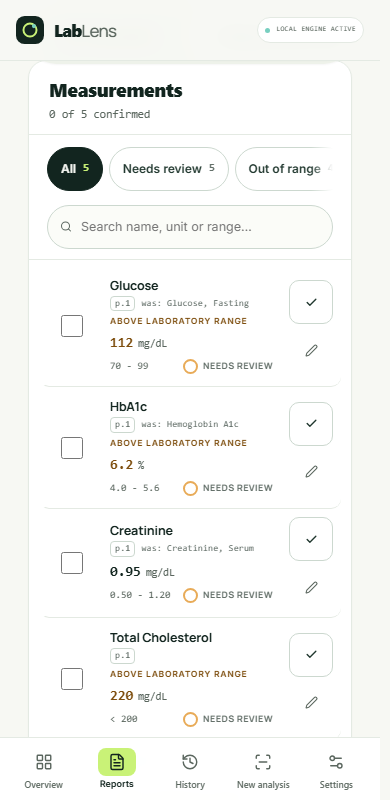 LabLens
LOCAL ENGINE ACTIVE
Measurements
0 of 5 confirmed
All 5
Needs review 5
Out of range
Search name, unit or range...
Glucose
p.1 was: Glucose, Fasting
ABOVE LABORATORY RANGE
112 mg/dL
70 - 99 NEEDS REVIEW
HbA1c
p.1 was: Hemoglobin A1c
ABOVE LABORATORY RANGE
6.2 %
4.0 - 5.6 NEEDS REVIEW
Creatinine
p.1 was: Creatinine, Serum
0.95 mg/dL
0.50 - 1.20 NEEDS REVIEW
Total Cholesterol
p.1
ABOVE LABORATORY RANGE
220 mg/dL
< 200 NEEDS REVIEW
Overview
Reports
History
New analysis
Settings